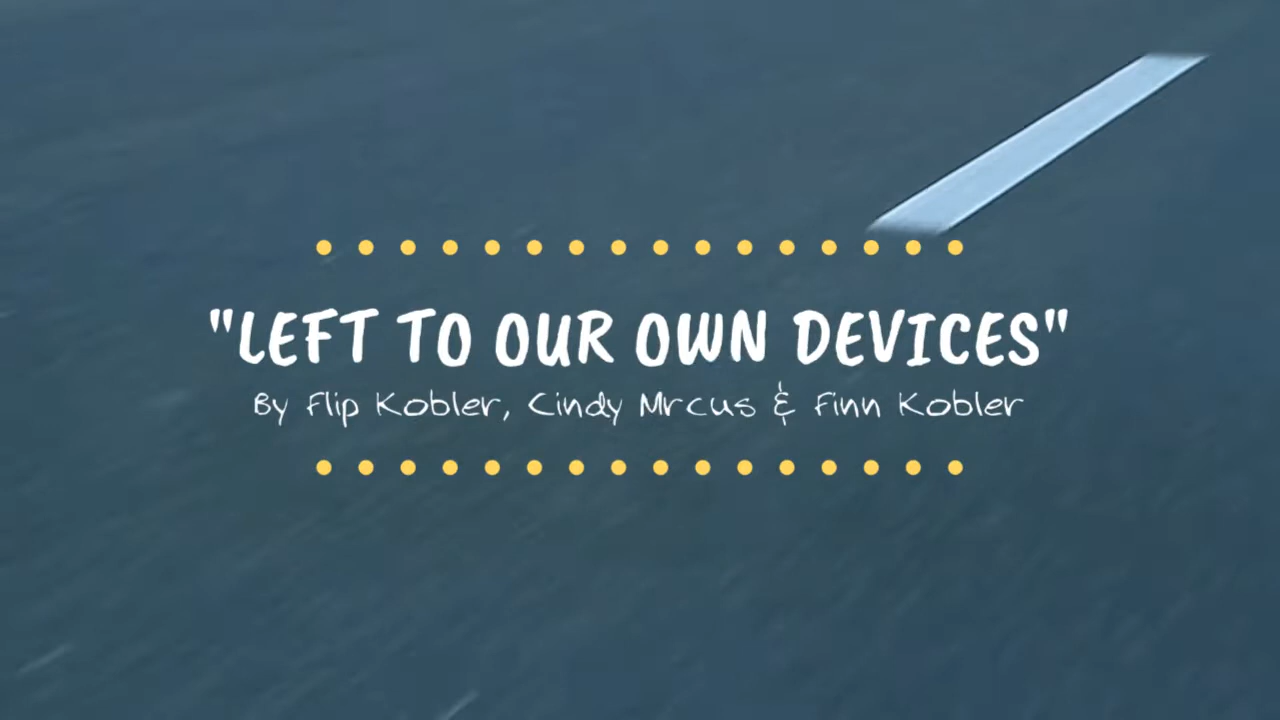 "LEFT TO OUR OWN DEVICES"
By Flip Kobler, Cindy Mrcus & Finn Kobler